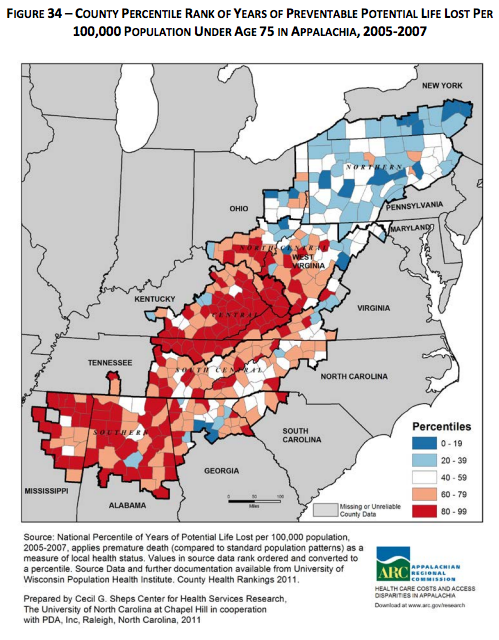 FIGURE 34 – COUNTY PERCENTILE RANK OF YEARS OF PREVENTABLE POTENTIAL LIFE LOST PER
100,000 POPULATION UNDER AGE 75 IN APPALACHIA, 2005-2007
NEW YORK
NORTHERN
PENNSYLVANIA
MARYLAND
OHIO
NORTH CENTRAL
WEST
VIRGINIA
KENTUCKY
CENTRAL
VIRGINIA
TENNESSEE
SOUTH CENTRAL
NORTH CAROLINA
SOUTHERN
SOUTH
CAROLINA
GEORGIA
MISSISSIPPI
ALABAMA
Percentiles
0 - 19
20 - 39
40 - 59
60 - 79
80 - 99
0 50 100
Miles
Missing or Unreliable
County Data
Source: National Percentile of Years of Potential Life Lost per 100,000 population,
2005-2007, applies premature death (compared to standard population patterns) as a
measure of local health status. Values in source data rank ordered and converted to
a percentile. Source Data and further documentation available from University of
Wisconsin Population Health Institute. County Health Rankings 2011.
Prepared by Cecil G. Sheps Center for Health Services Research,
The University of North Carolina at Chapel Hill in cooperation
with PDA, Inc, Raleigh, North Carolina, 2011
ARC
APPALACHIAN
REGIONAL
COMMISSION
HEALTH CARE COSTS AND ACCESS
DISPARITIES IN APPALACHIA
Download at www.arc.gov/research